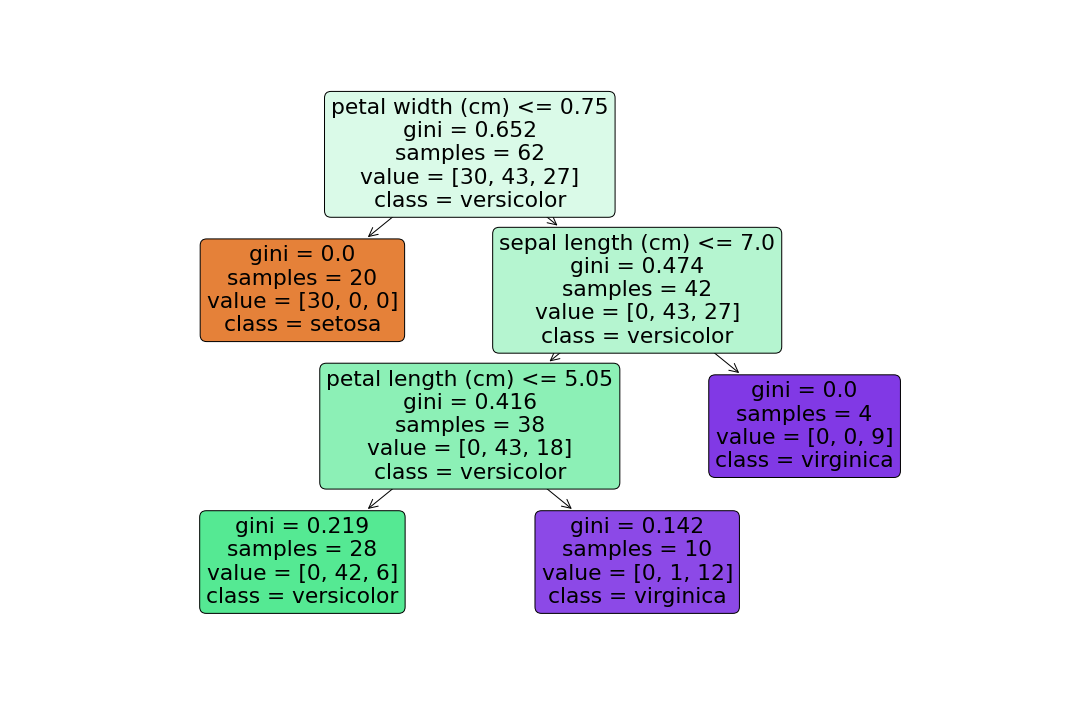 petal width (cm) <= 0.75
gini = 0.652
samples = 62
value = [30, 43, 27]
class = versicolor
gini = 0.0
samples = 20
value = [30, 0, 0]
class = setosa
sepal length (cm) <= 7.0
gini = 0.474
samples = 42
value = [0, 43, 27]
class = versicolor
petal length (cm) <= 5.05
gini = 0.416
samples = 38
value = [0, 43, 18]
class = versicolor
gini = 0.0
samples = 4
value = [0, 0, 9]
class = virginica
gini = 0.219
samples = 28
value = [0, 42, 6]
class = versicolor
gini = 0.142
samples = 10
value = [0, 1, 12]
class = virginica